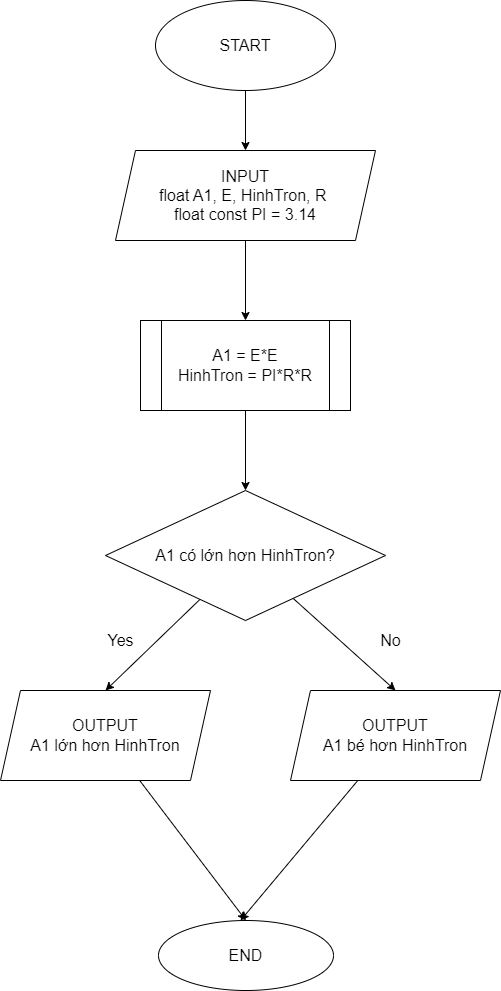 START
INPUT
float A1, E, HinhTron, R
float const PI = 3.14
A1 = E*E
HinhTron = PI*R*R
A1 có lớn hơn HinhTron?
Yes
No
OUTPUT
A1 lớn hơn HinhTron
OUTPUT
A1 bé hơn HinhTron
END